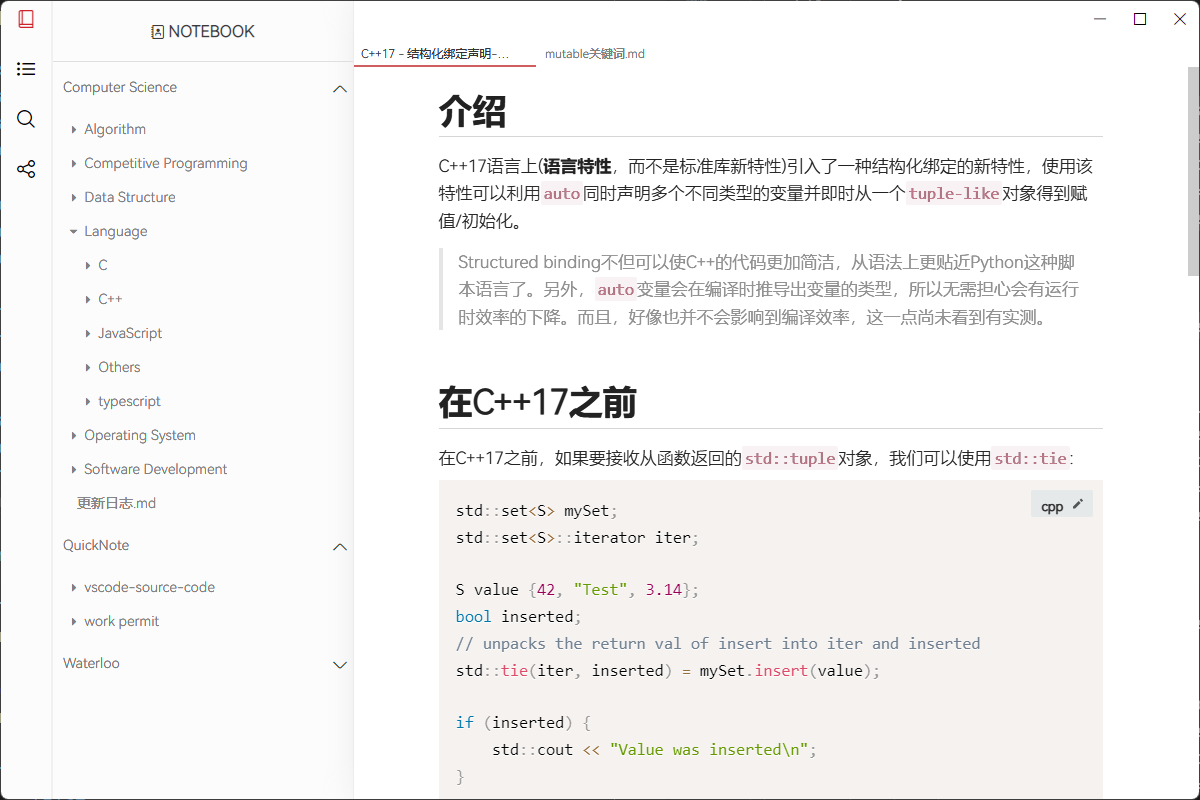 NOTEBOOK
Computer Science
Algorithm
Competitive Programming
Data Structure
Language
C
C++
JavaScript
Others
typescript
Operating System
Software Development
更新日志.md
QuickNote
vscode-source-code
work permit
Waterloo
C++17 - 结构化绑定声明-...
mutable关键词.md
介绍
C++17语言上(语言特性，而不是标准库新特性)引入了一种结构化绑定的新特性，使用该
特性可以利用auto同时声明多个不同类型的变量并即时从一个tuple-like对象得到赋
值/初始化。
Structured binding不但可以使C++的代码更加简洁，从语法上更贴近Python这种脚
本语言了。另外，auto变量会在编译时推导出变量的类型，所以无需担心会有运行
时效率的下降。而且，好像也并不会影响到编译效率，这一点尚未看到有实测。
在C++17之前
在C++17之前，如果要接收从函数返回的std::tuple对象，我们可以使用std::tie：
cpp
std::set<S> mySet;
std::set<S>::iterator iter;
S value {42, "Test", 3.14};
bool inserted;
// unpacks the return val of insert into iter and inserted
std::tie(iter, inserted) = mySet.insert(value);
if (inserted) {
    std::cout << "Value was inserted\n";
}